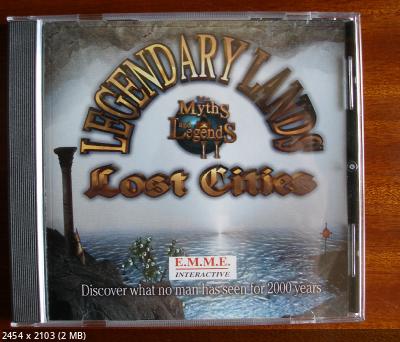 LEGENDARY LANDS
Myths
Legends
II
Lost Cities
E.M.M.E.
INTERACTIVE
Discover what no man has seen for 2000 years
2454 x 2103 (2 MB)